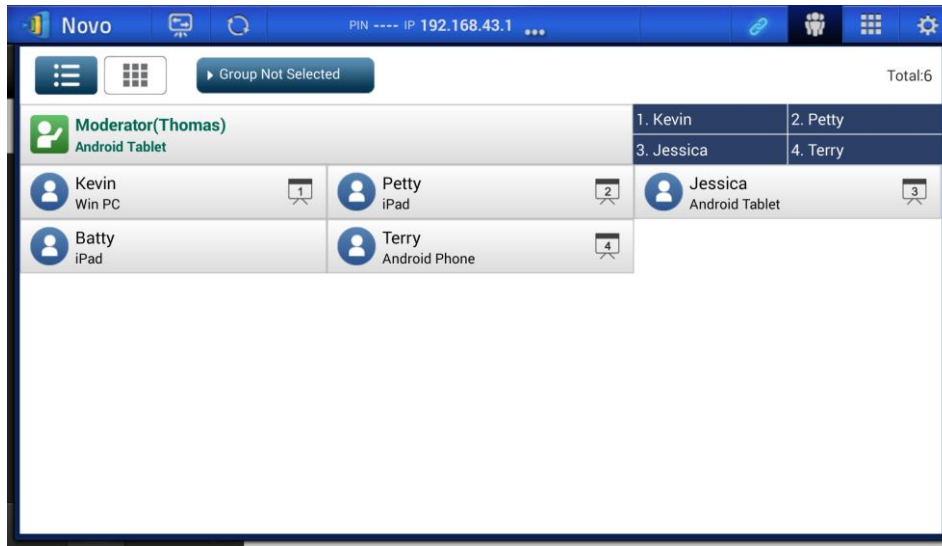 Novo PIN ---- IP 192.168.43.1 ...
Group Not Selected Total:6
Moderator(Thomas)
Android Tablet
1. Kevin 2. Petty
3. Jessica 4. Terry
Kevin
Win PC
1
Petty
iPad
2
Jessica
Android Tablet
3
Batty
iPad
Terry
Android Phone
4